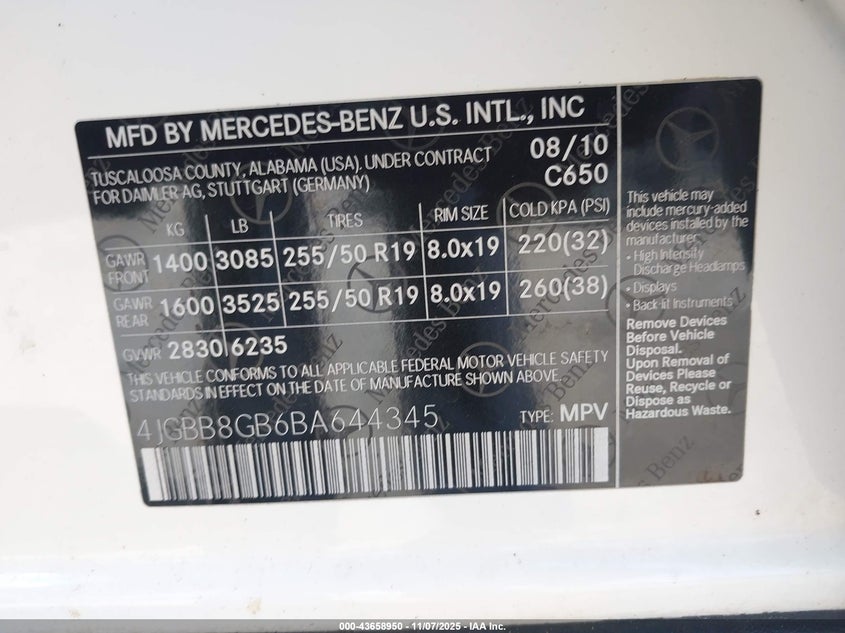 MFD BY MERCEDES-BENZ U.S. INTL., INC
TUSCALOOSA COUNTY, ALABAMA (USA). UNDER CONTRACT
FOR DAIMLER AG, STUTTGART (GERMANY)
08/10
C650
KG LB TIRES RIM SIZE COLD KPA (PSI)
GAWR FRONT 1400 3085 255/50 R19 8.0x19 220(32)
GAWR REAR 1600 3525 255/50 R19 8.0x19 260(38)
GVWR 2830 6235
THIS VEHICLE CONFORMS TO ALL APPLICABLE FEDERAL MOTOR VEHICLE SAFETY
STANDARDS IN EFFECT ON THE DATE OF MANUFACTURE SHOWN ABOVE.
4JGBB8GB6BA644345 TYPE: MPV
This vehicle may
include mercury-added
devices installed by the
manufacturer:
• High Intensity
Discharge Headlamps
• Displays
• Back-lit Instruments
Remove Devices
Before Vehicle
Disposal.
Upon Removal of
Devices Please
Reuse, Recycle or
Dispose as
Hazardous Waste.
Mercedes-Benz
000-43658950 - 11/07/2025 - IAA Inc.